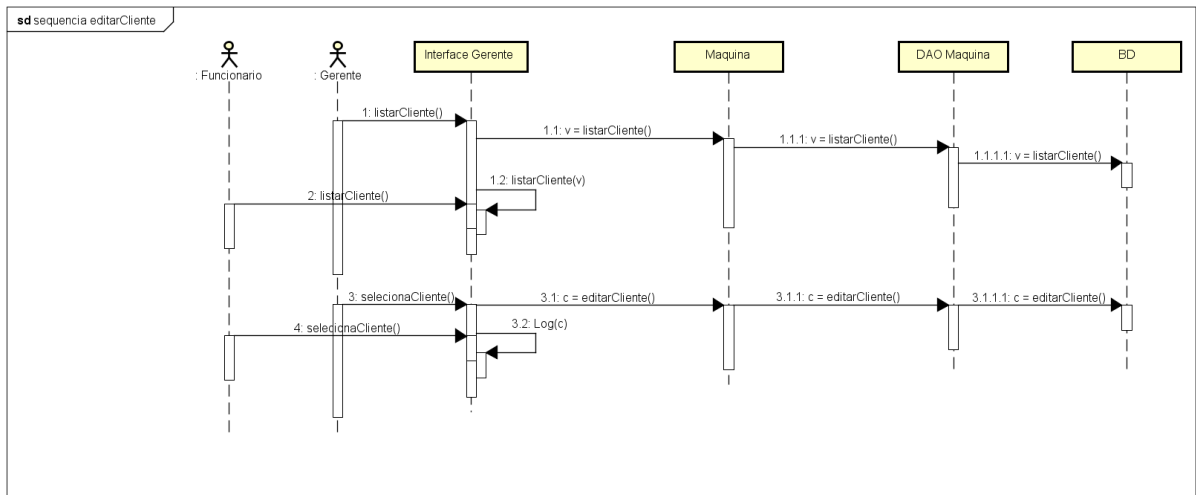 sd sequencia editarCliente
: Funcionario
: Gerente
Interface Gerente
Maquina
DAO Maquina
BD
1: listarCliente()
1.1: v = listarCliente()
1.1.1: v = listarCliente()
1.1.1.1: v = listarCliente()
1.2: listarCliente(v)
2: listarCliente()
3: selecionaCliente()
3.1: c = editarCliente()
3.1.1: c = editarCliente()
3.1.1.1: c = editarCliente()
3.2: Log(c)
4: selecionaCliente()